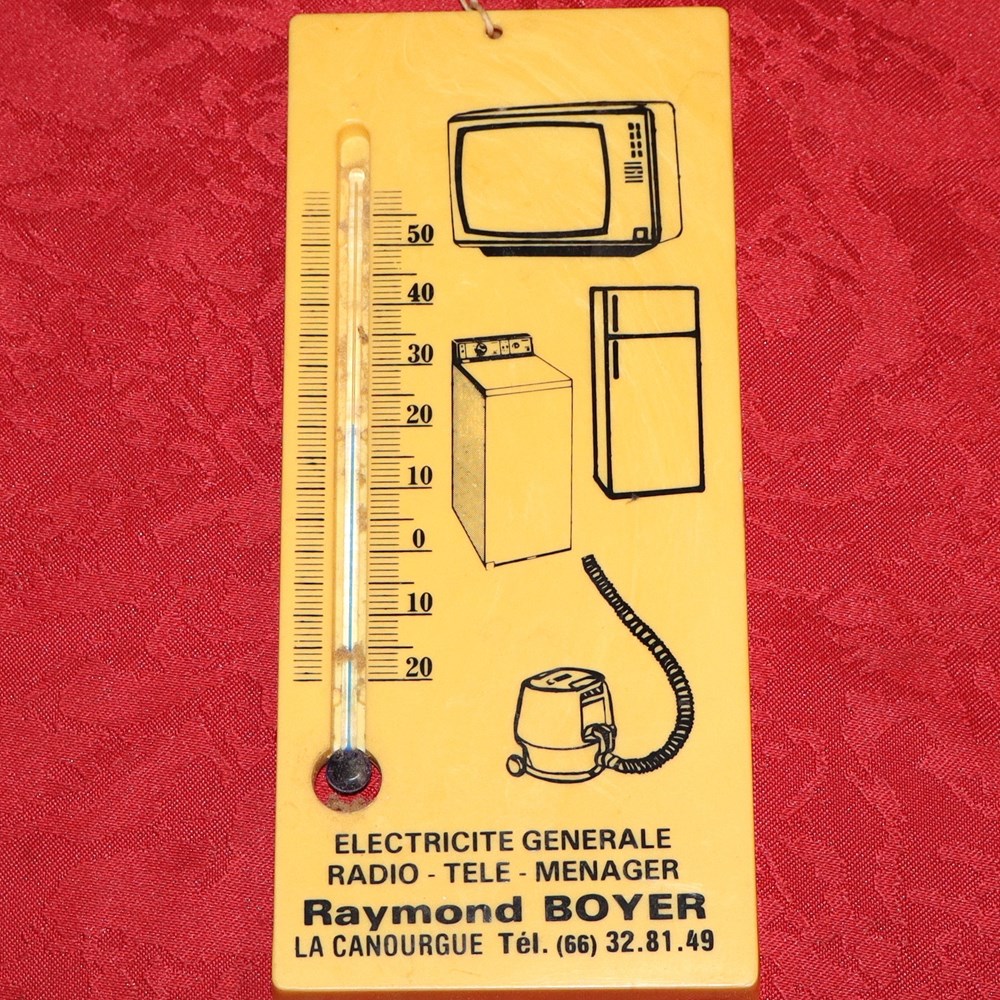 50
40
30
20
10
0
10
20
ELECTRICITE GENERALE
RADIO - TELE - MENAGER
Raymond BOYER
LA CANOURGUE Tél. (66) 32.81.49